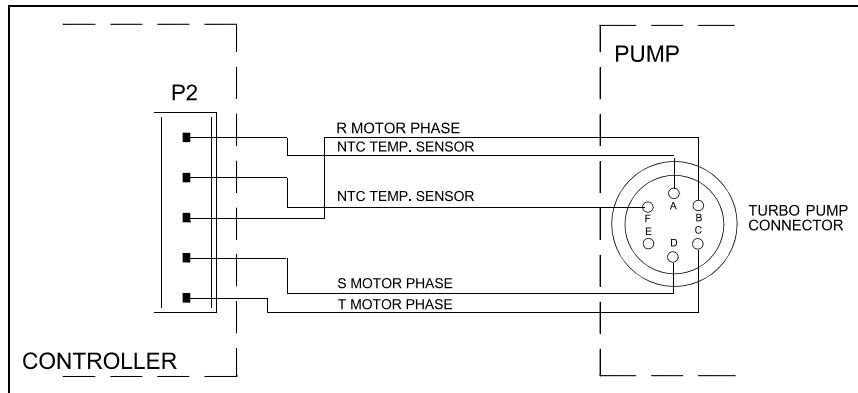 PUMP
P2
R MOTOR PHASE
NTC TEMP. SENSOR
NTC TEMP. SENSOR
A
F
B
E
D
C
TURBO PUMP
CONNECTOR
S MOTOR PHASE
T MOTOR PHASE
CONTROLLER